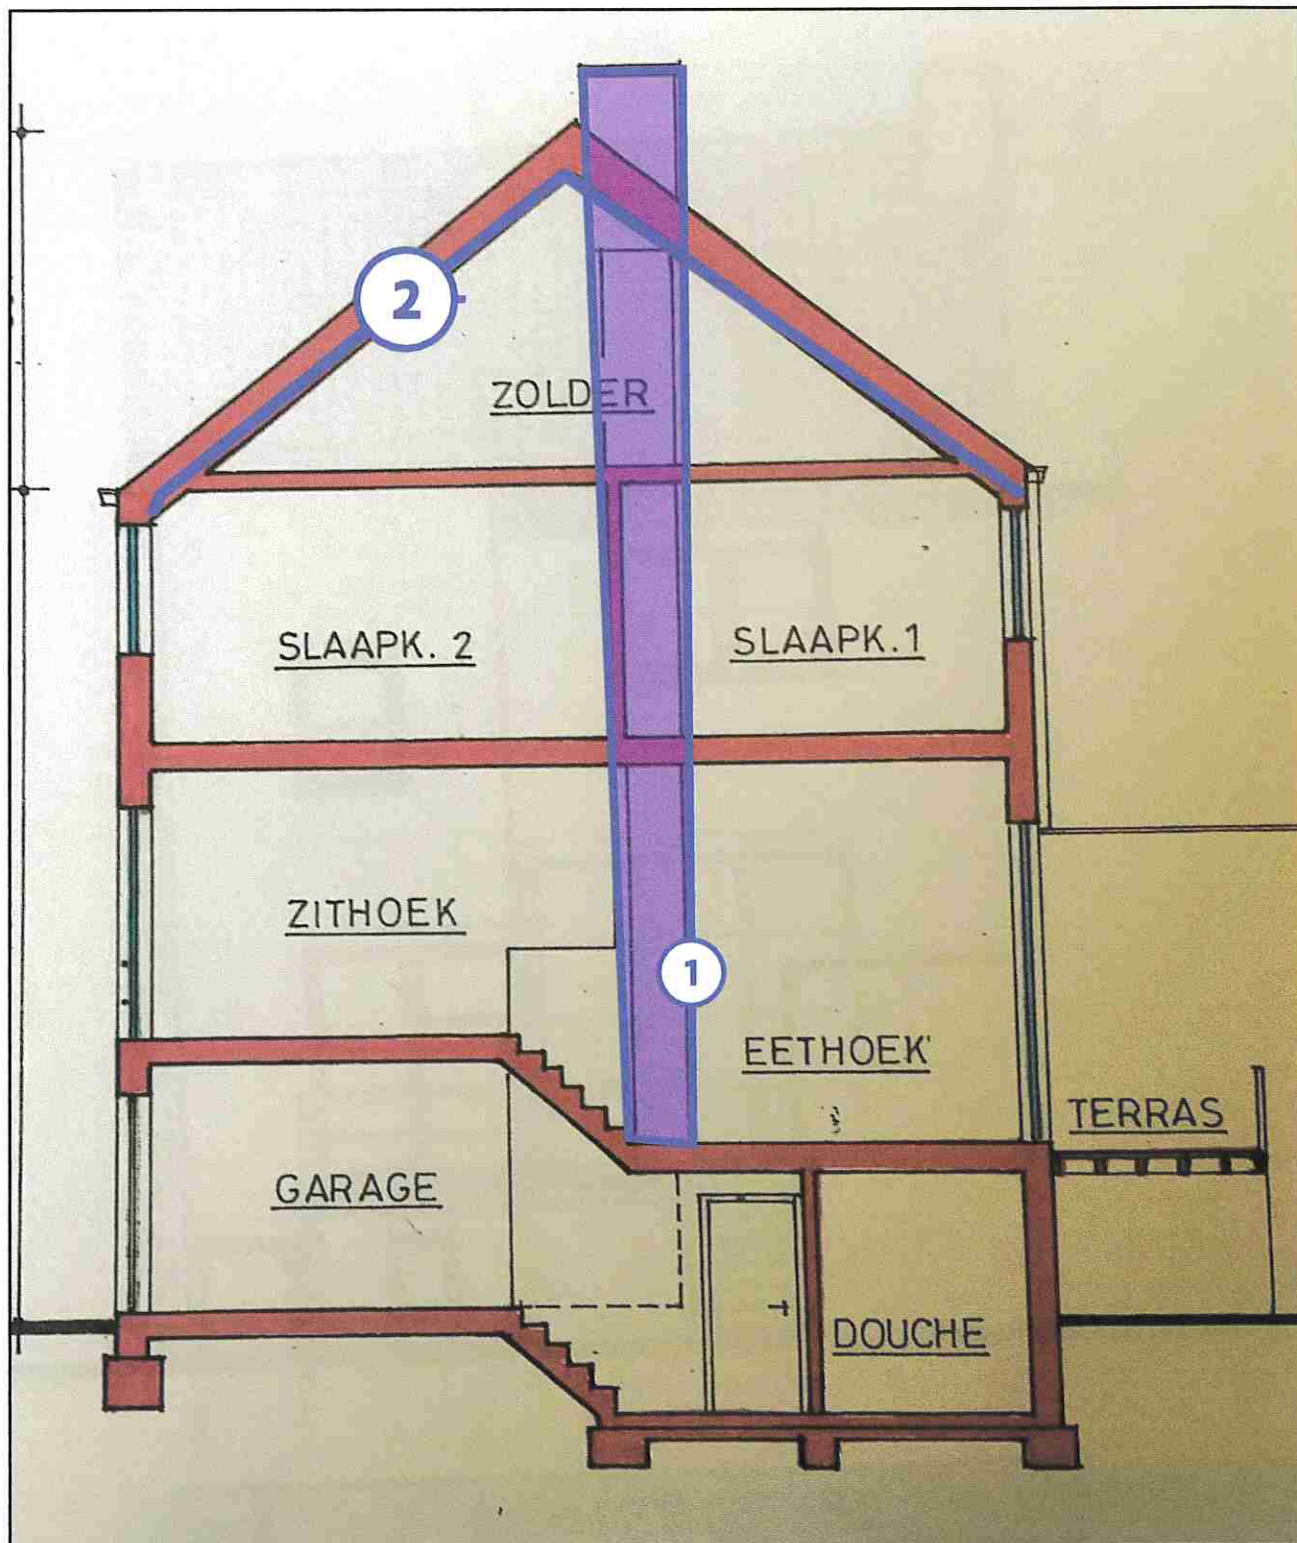 2
ZOLDER
SLAAPK. 2
SLAAPK. 1
ZITHOEK
1
EETHOEK
TERRAS
GARAGE
DOUCHE